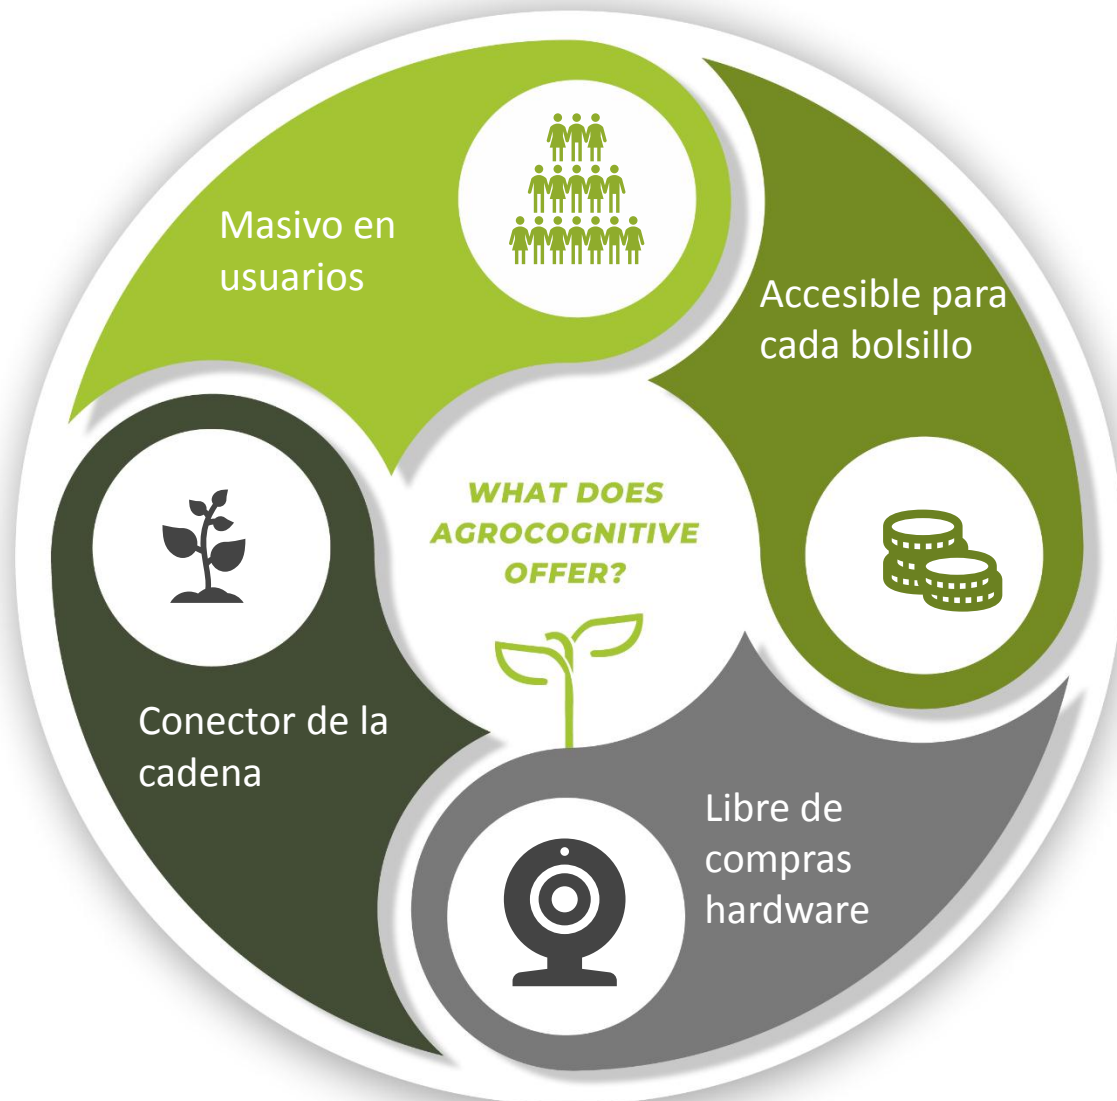 Masivo en
usuarios
Accesible para
cada bolsillo
WHAT DOES
AGROCOGNITIVE
OFFER?
Conector de la
cadena
Libre de
compras
hardware